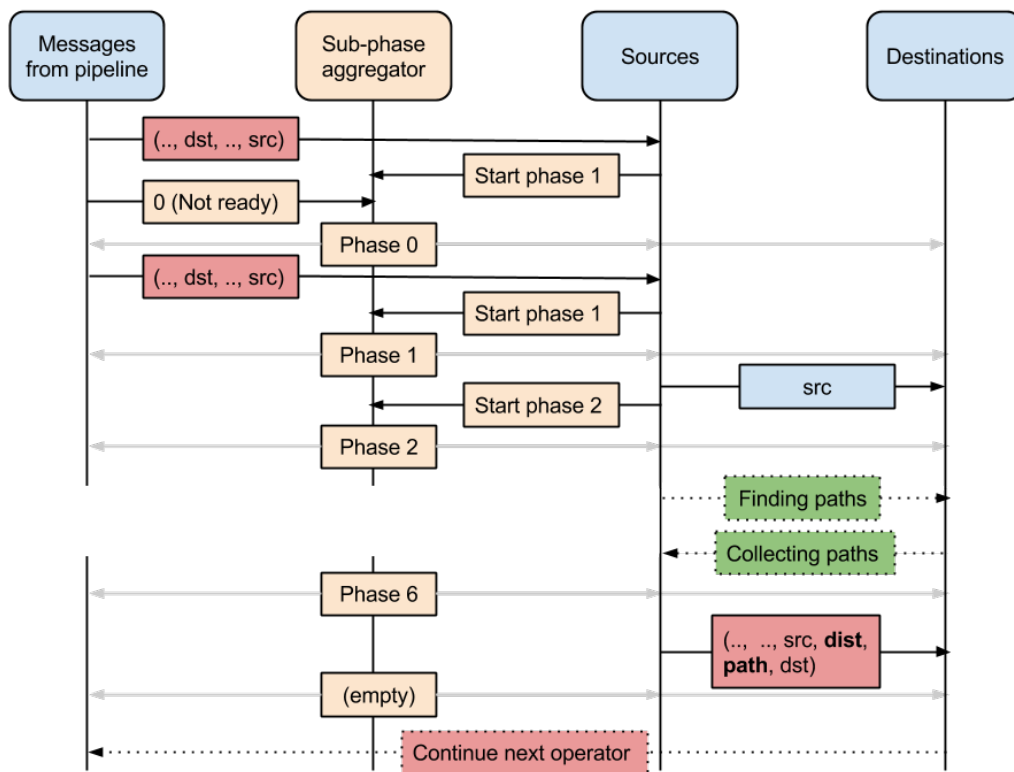 Messages
from pipeline
Sub-phase
aggregator
Sources
Destinations
(.., dst, .., src)
Start phase 1
0 (Not ready)
Phase 0
(.., dst, .., src)
Start phase 1
Phase 1
src
Start phase 2
Phase 2
Finding paths
Collecting paths
Phase 6
(.., .., src, dist,
path, dst)
(empty)
Continue next operator